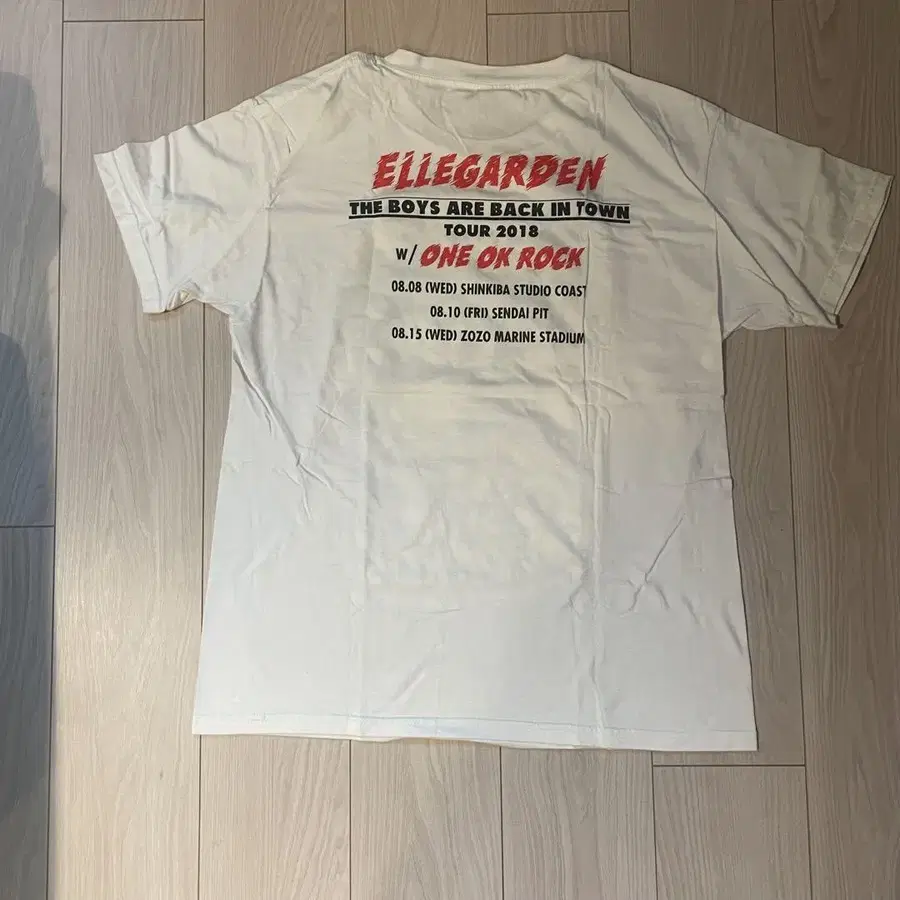 ELLEGARDEN
THE BOYS ARE BACK IN TOWN
TOUR 2018
w/ ONE OK ROCK
08.08 (WED) SHINKIBA STUDIO COAST
08.10 (FRI) SENDAI PIT
08.15 (WED) ZOZO MARINE STADIUM